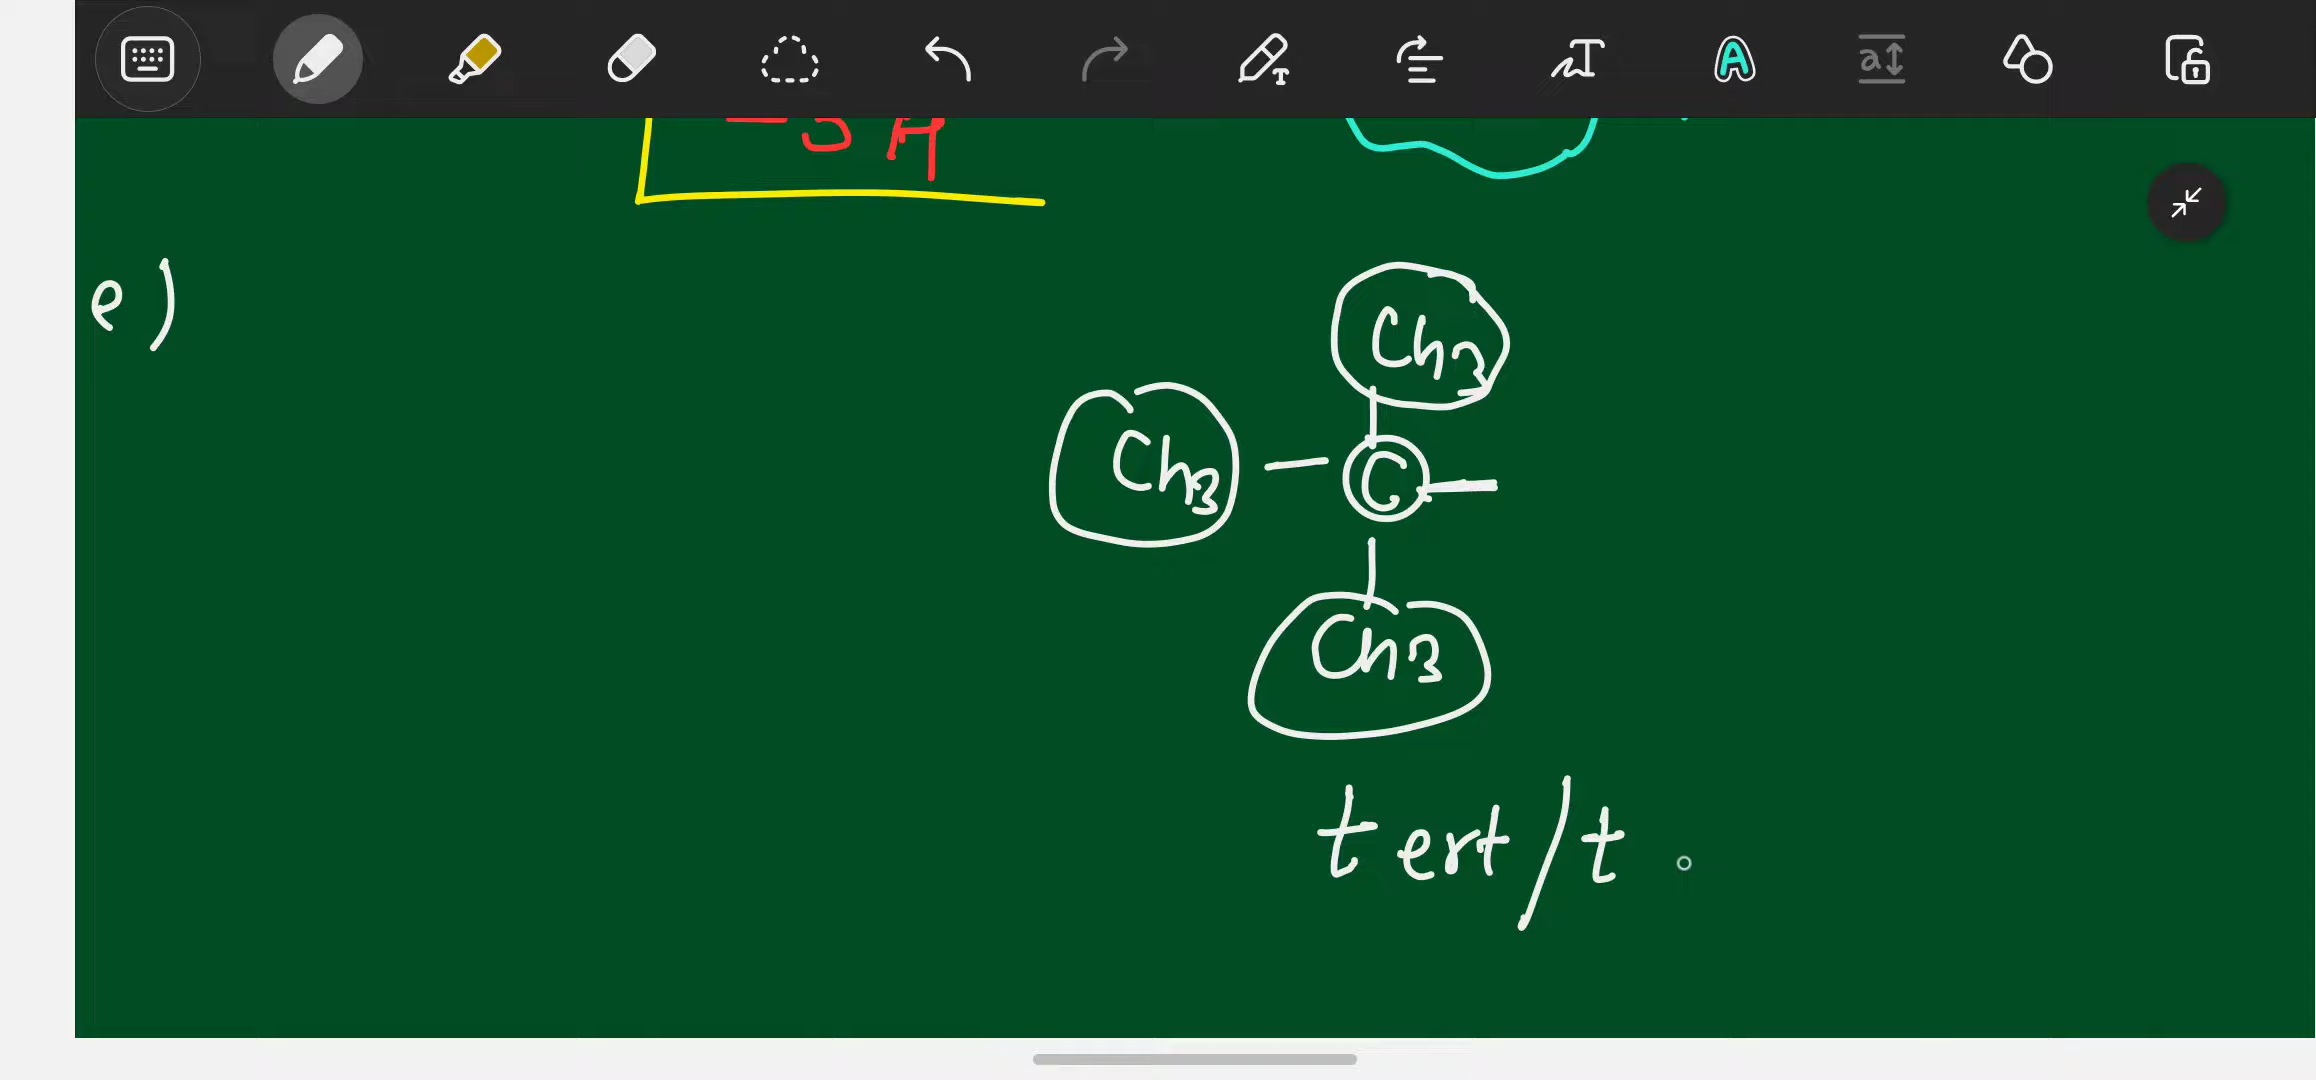 e)
Ch3
Ch3 — C —
Ch3
tert/t